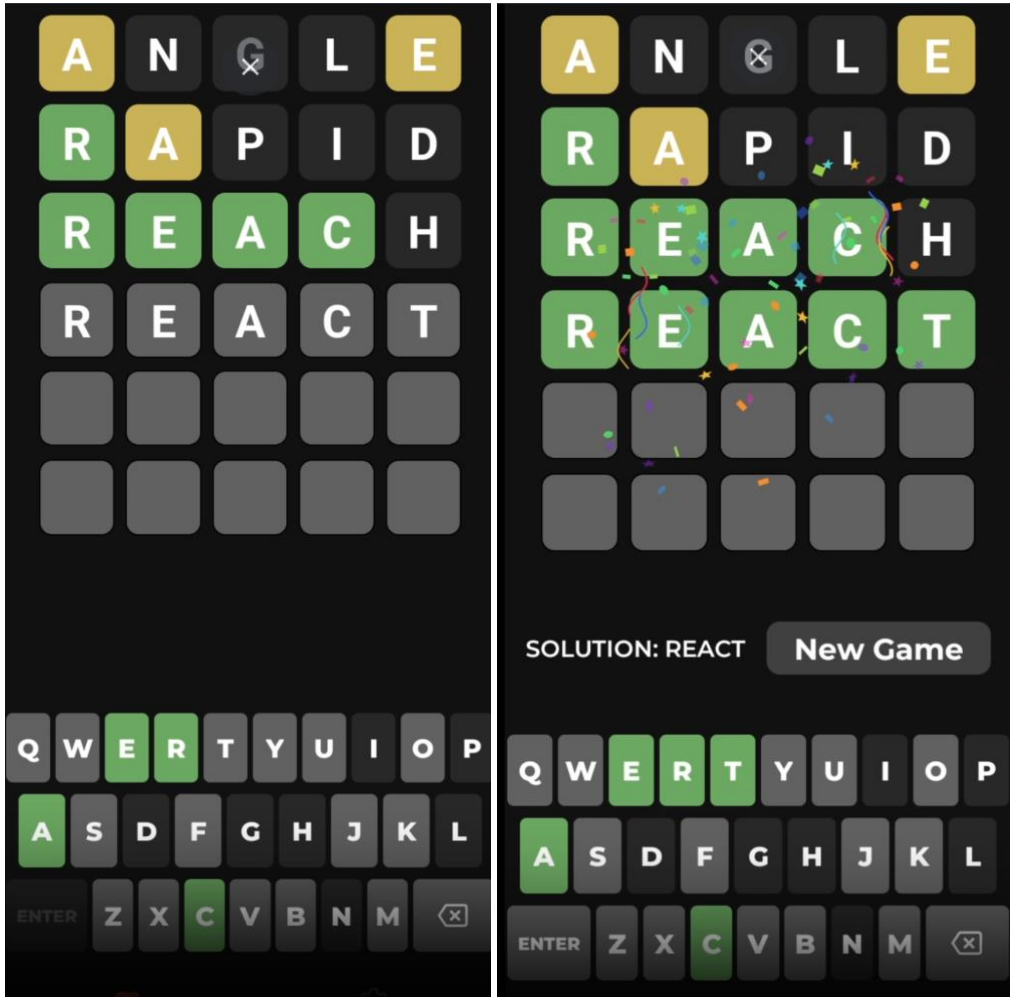 A N G L E
R A P I D
R E A C H
R E A C T
Q W E R T Y U I O P
A S D F G H J K L
ENTER Z X C V B N M
A N G L E
R A P I D
R E A C H
R E A C T
SOLUTION: REACT New Game
Q W E R T Y U I O P
A S D F G H J K L
ENTER Z X C V B N M